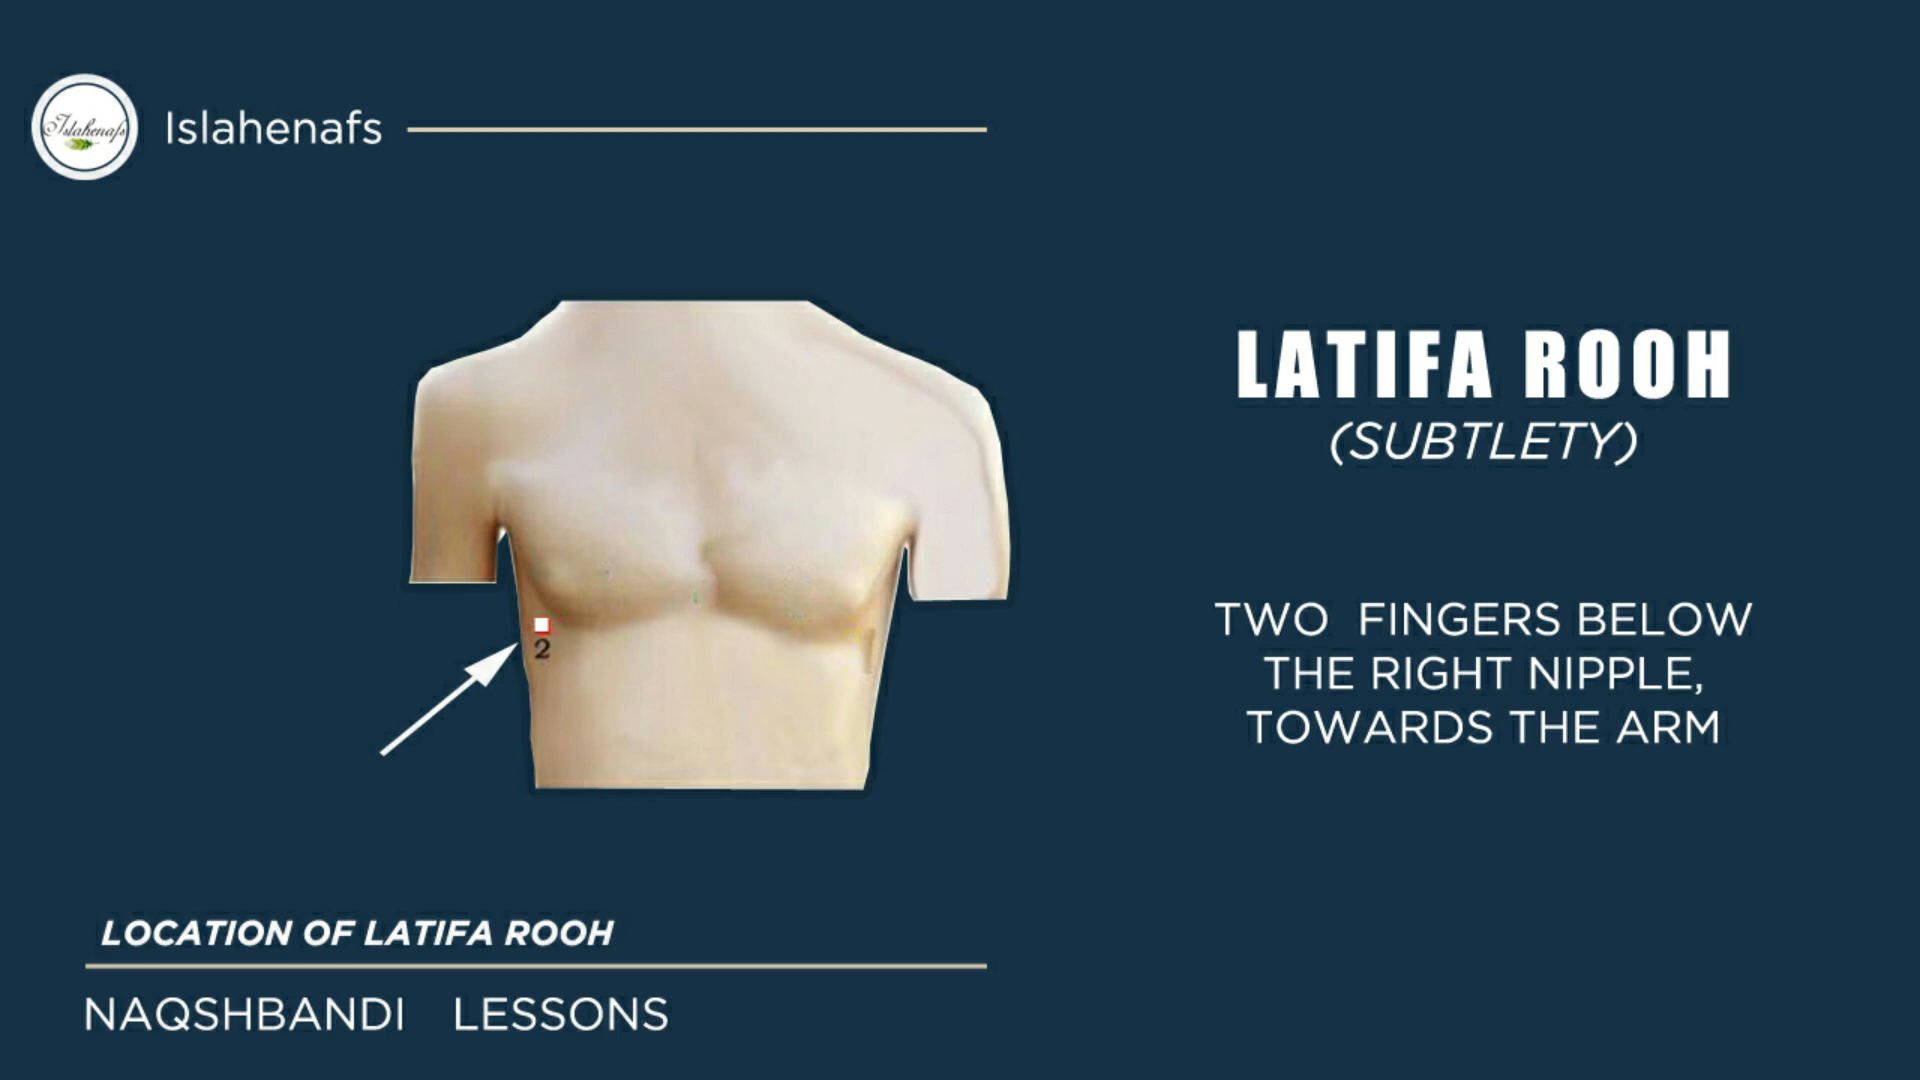 Islahenafs
Islahenafs
LATIFA ROOH
(SUBTLETY)
TWO FINGERS BELOW
THE RIGHT NIPPLE,
TOWARDS THE ARM
2
LOCATION OF LATIFA ROOH
NAQSHBANDI LESSONS